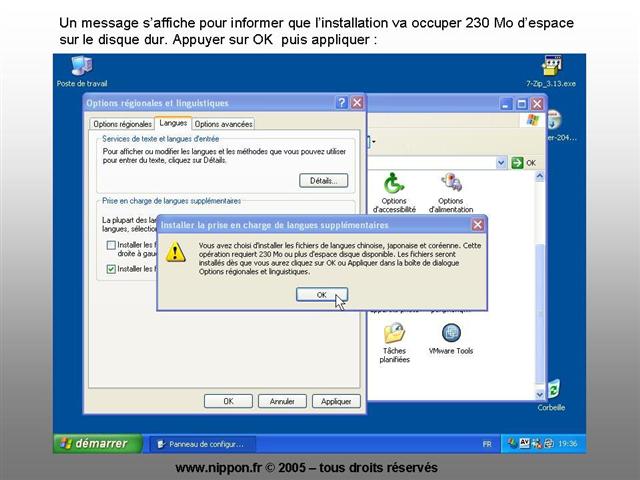 Un message s’affiche pour informer que l’installation va occuper 230 Mo d’espace
sur le disque dur. Appuyer sur OK  puis appliquer :
Poste de travail
7-Zip_3.13.exe
Options régionales et linguistiques
Options régionales
Langues
Options avancées
Services de texte et langues d'entrée
Pour afficher ou modifier les langues et les méthodes que vous pouvez utiliser
pour entrer du texte, cliquez sur Détails.
Détails...
Prise en charge de langues supplémentaires
La plupart des lan
langues, sélection
Installer les f
droite à gauc
Installer les f
er-204...
OK
Options
d'accessibilité
Options
d'alimentation
Installer la prise en charge de langues supplémentaires
Vous avez choisi d'installer les fichiers de langues chinoise, japonaise et coréenne. Cette
opération requiert 230 Mo ou plus d'espace disque disponible. Les fichiers seront
installés dès que vous aurez cliquez sur OK ou Appliquer dans la boîte de dialogue
Options régionales et linguistiques.
OK
Tâches
planifiées
VMware Tools
OK
Annuler
Appliquer
Corbeille
démarrer
Panneau de configur...
FR
19:36
www.nippon.fr © 2005 – tous droits réservés